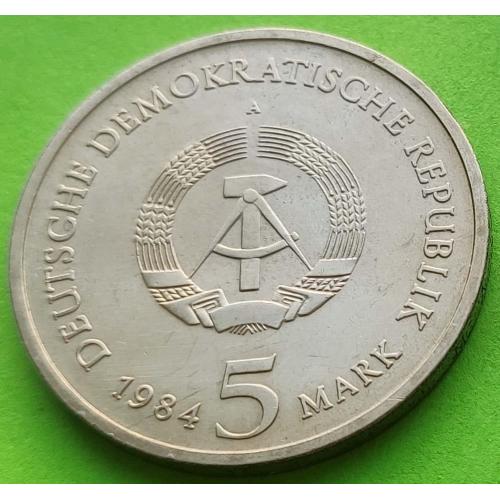 DEUTSCHE DEMOKRATISCHE REPUBLIK
A
1984 5 MARK